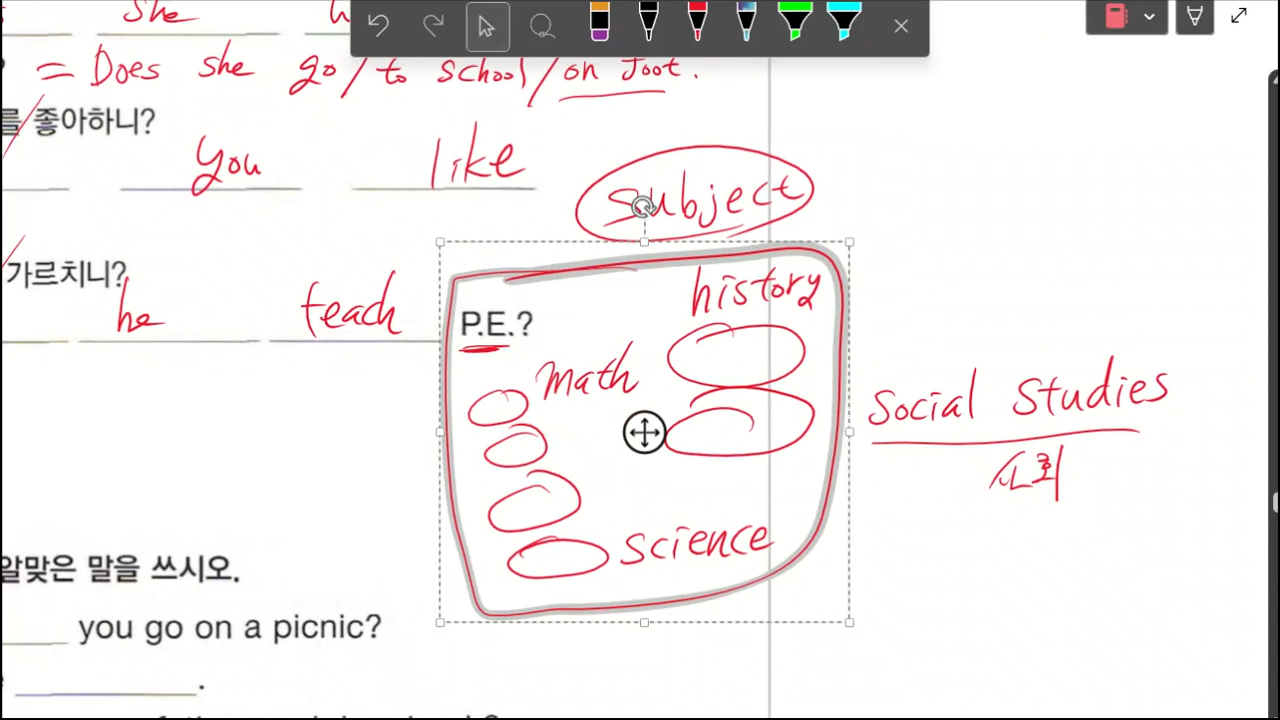 she
= Does she go/to school/on foot.
를 좋아하니?
you like
subject
가르치니?
he teach P.E.?
history
math
science
Social Studies
사회
알맞은 말을 쓰시오.
you go on a picnic?
.